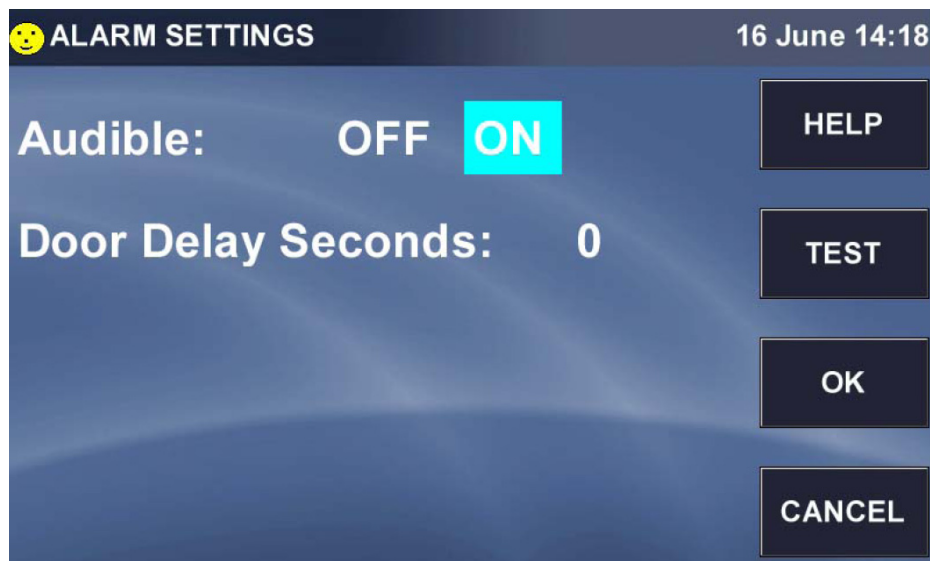 ALARM SETTINGS 16 June 14:18
Audible: OFF ON
HELP
Door Delay Seconds: 0
TEST
OK
CANCEL